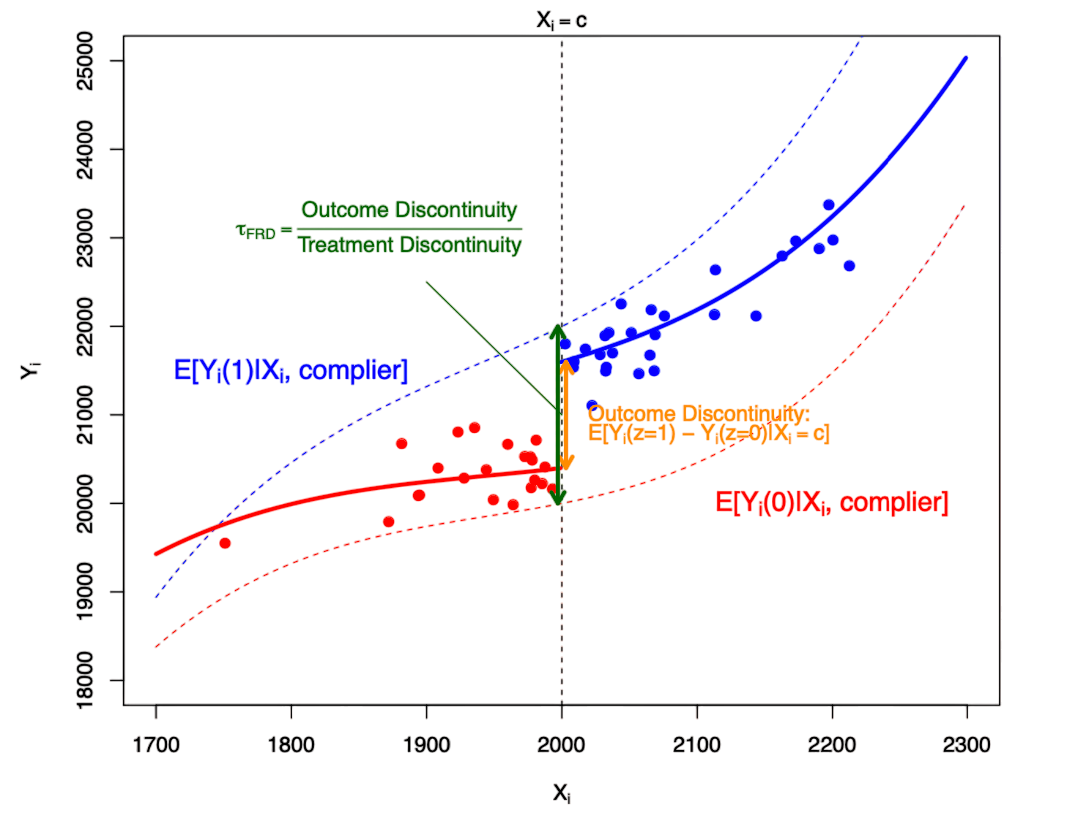 Xᵢ = c
25000
24000
23000
22000
21000
20000
19000
18000
Yᵢ
τFRD = Outcome Discontinuity
Treatment Discontinuity
E[Yᵢ(1)|Xᵢ, complier]
Outcome Discontinuity:
E[Yᵢ(z=1) − Yᵢ(z=0)|Xᵢ = c]
E[Yᵢ(0)|Xᵢ, complier]
1700 1800 1900 2000 2100 2200 2300
Xᵢ